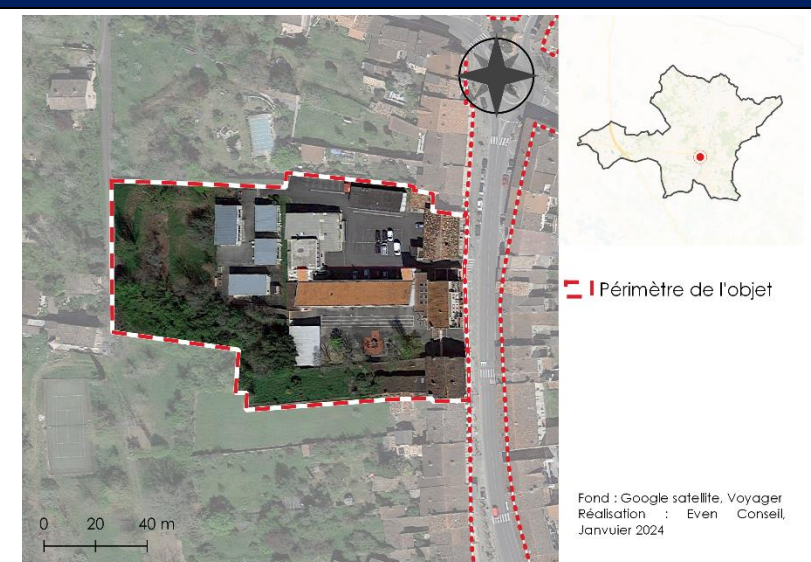 Périmètre de l'objet
Fond : Google satellite, Voyager
Réalisation : Even Conseil,
Janvuier 2024
0 20 40 m